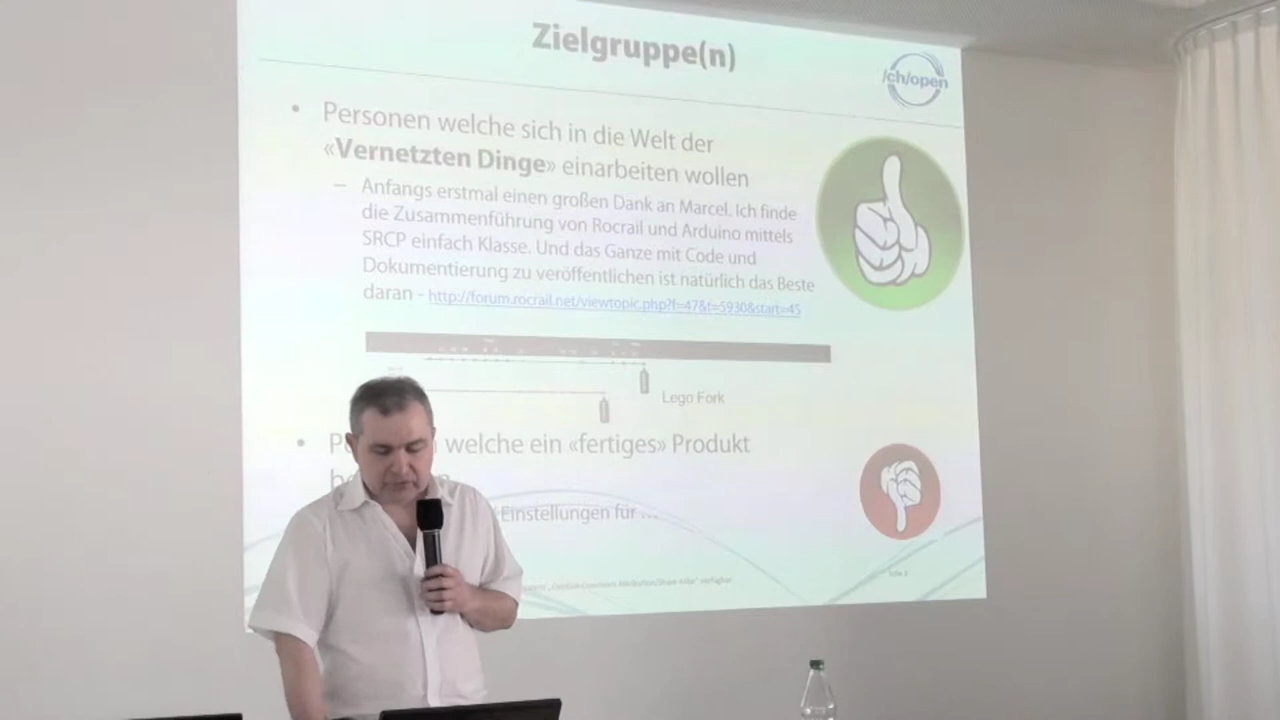 Zielgruppe(n)
/ch/open
• Personen welche sich in die Welt der
«Vernetzten Dinge» einarbeiten wollen
– Anfangs erstmal einen großen Dank an Marcel. Ich finde
die Zusammenführung von Rocrail und Arduino mittels
SRCP einfach Klasse. Und das Ganze mit Code und
Dokumentierung zu veröffentlichen ist natürlich das Beste
daran – http://forum.rocrail.net/viewtopic.php?f=47&t=5930&start=45
Lego Fork
• welche ein «fertiges» Produkt
Einstellungen für ...